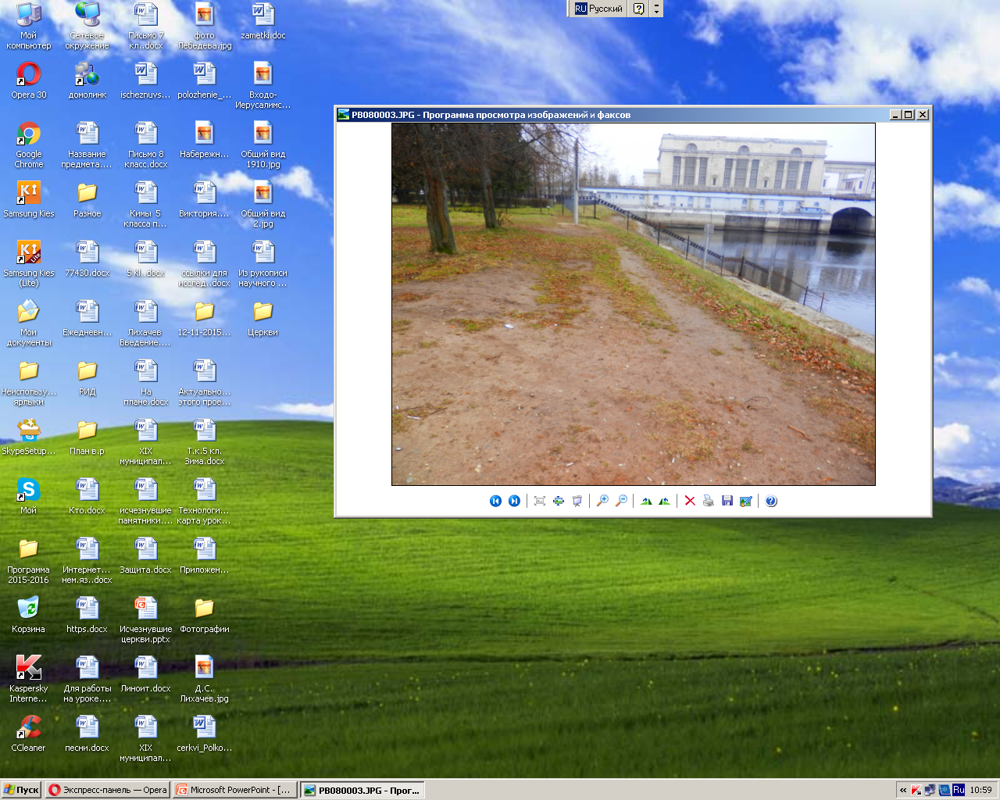 RU Русский
Мой компьютер
Сетевое окружение
Письмо 7 кл..docx
фото Лебедева.jpg
zametki.doc
Opera 30
домолинк
ischeznuvs...
polozhenie_...
Входо-Иерусалимс...
Google Chrome
Название предмета....
Письмо 8 класс.docx
Набережн...
Общий вид 1910.jpg
Samsung Kies
Разное
Кимы 5 класса п...
Виктория....
Общий вид 2.jpg
Samsung Kies (Lite)
77430.docx
5 kl..docx
ссылки для исслед..docx
Из рукописи научного ...
Мои документы
Ежедневн...
Лихачев Введение....
12-11-2015...
Церкви
Неиспользу... ярлыки
РИД
На плане.docx
Актуально... этого прое...
SkypeSetup...
План в.р
XIX муниципал...
Т.к.5 кл. Зима.docx
Мой
Кто.docx
исчезнувшие памятники....
Технологи... карта урок...
Программа 2015-2016
Интернет... нем.яз..docx
Защита.docx
Приложен...
Корзина
https.docx
Исчезнувшие церкви.pptx
Фотографии
Kaspersky Interne...
Для работы на уроке....
Линоит.docx
Д.С. Лихачев.jpg
CCleaner
песни.docx
XIX муниципал...
cerkvi_Polko...
PB080003.JPG - Программа просмотра изображений и факсов
Пуск
Экспресс-панель — Opera
Microsoft PowerPoint - [...
PB080003.JPG - Прог...
Ru
10:59